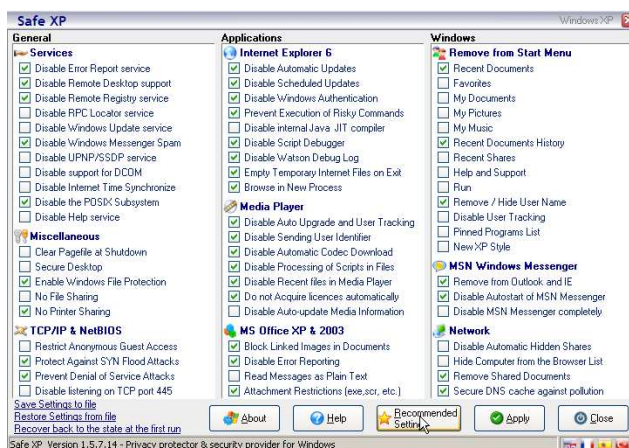 Safe XP
Windows XP
General
Services
Disable Error Report service
Disable Remote Desktop support
Disable Remote Registry service
Disable RPC Locator service
Disable Windows Update service
Disable Windows Messenger Spam
Disable UPNP/SSDP service
Disable support for DCOM
Disable Internet Time Synchronize
Disable the POSIX Subsystem
Disable Help service
Miscellaneous
Clear Pagefile at Shutdown
Secure Desktop
Enable Windows File Protection
No File Sharing
No Printer Sharing
TCP/IP & NetBIOS
Restrict Anonymous Guest Access
Protect Against SYN Flood Attacks
Prevent Denial of Service Attacks
Disable listening on TCP port 445
Applications
Internet Explorer 6
Disable Automatic Updates
Disable Scheduled Updates
Disable Windows Authentication
Prevent Execution of Risky Commands
Disable internal Java JIT compiler
Disable Script Debugger
Disable Watson Debug Log
Empty Temporary Internet Files on Exit
Browse in New Process
Media Player
Disable Auto Upgrade and User Tracking
Disable Sending User Identifier
Disable Automatic Codec Download
Disable Processing of Scripts in Files
Disable Recent files in Media Player
Do not Acquire licences automatically
Disable Auto-update Media Information
MS Office XP & 2003
Block Linked Images in Documents
Disable Error Reporting
Read Messages as Plain Text
Attachment Restrictions (exe,scr, etc.)
Windows
Remove from Start Menu
Recent Documents
Favorites
My Documents
My Pictures
My Music
Recent Documents History
Recent Shares
Help and Support
Run
Remove / Hide User Name
Disable User Tracking
Pinned Programs List
New XP Style
MSN Windows Messenger
Remove from Outlook and IE
Disable Autostart of MSN Messenger
Disable MSN Messenger completely
Network
Disable Automatic Hidden Shares
Hide Computer from the Browser List
Remove Shared Documents
Secure DNS cache against pollution
Save Settings to file
Restore Settings from file
Recover back to the state at the first run
About
Help
Recommended
Settings
Apply
Close
Safe XP Version 1.5.7.14 - Privacy protector & security provider for Windows